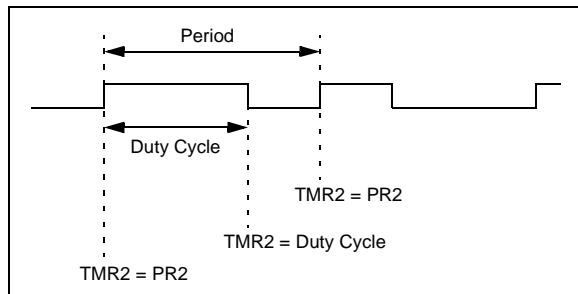 Period
Duty Cycle
TMR2 = PR2
TMR2 = Duty Cycle
TMR2 = PR2